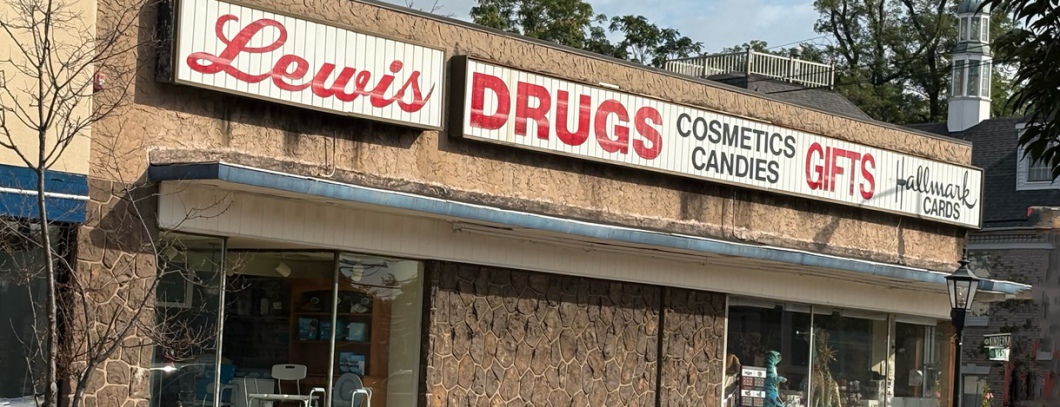 Lewis
DRUGS
COSMETICS
CANDIES
GIFTS
Hallmark
CARDS